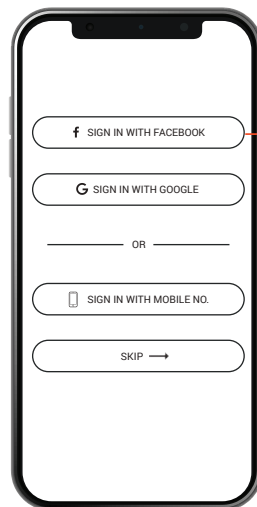 SIGN IN WITH FACEBOOK
SIGN IN WITH GOOGLE
OR
SIGN IN WITH MOBILE NO.
SKIP